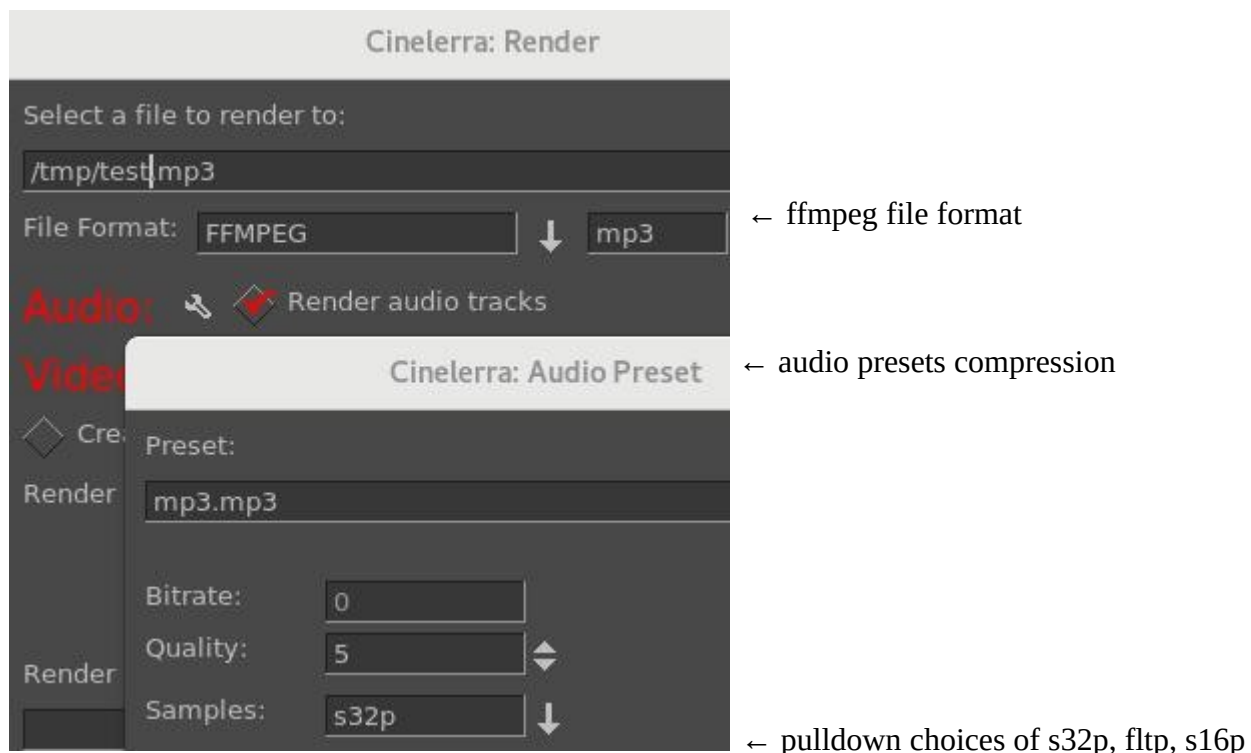 Cinelerra: Render
Select a file to render to:
/tmp/test.mp3
File Format: FFMPEG mp3
← ffmpeg file format
Audio: Render audio tracks
Video
Cinelerra: Audio Preset
← audio presets compression
Cre
Preset:
Render
mp3.mp3
Bitrate: 0
Quality: 5
Render
Samples: s32p
← pulldown choices of s32p, fltp, s16p